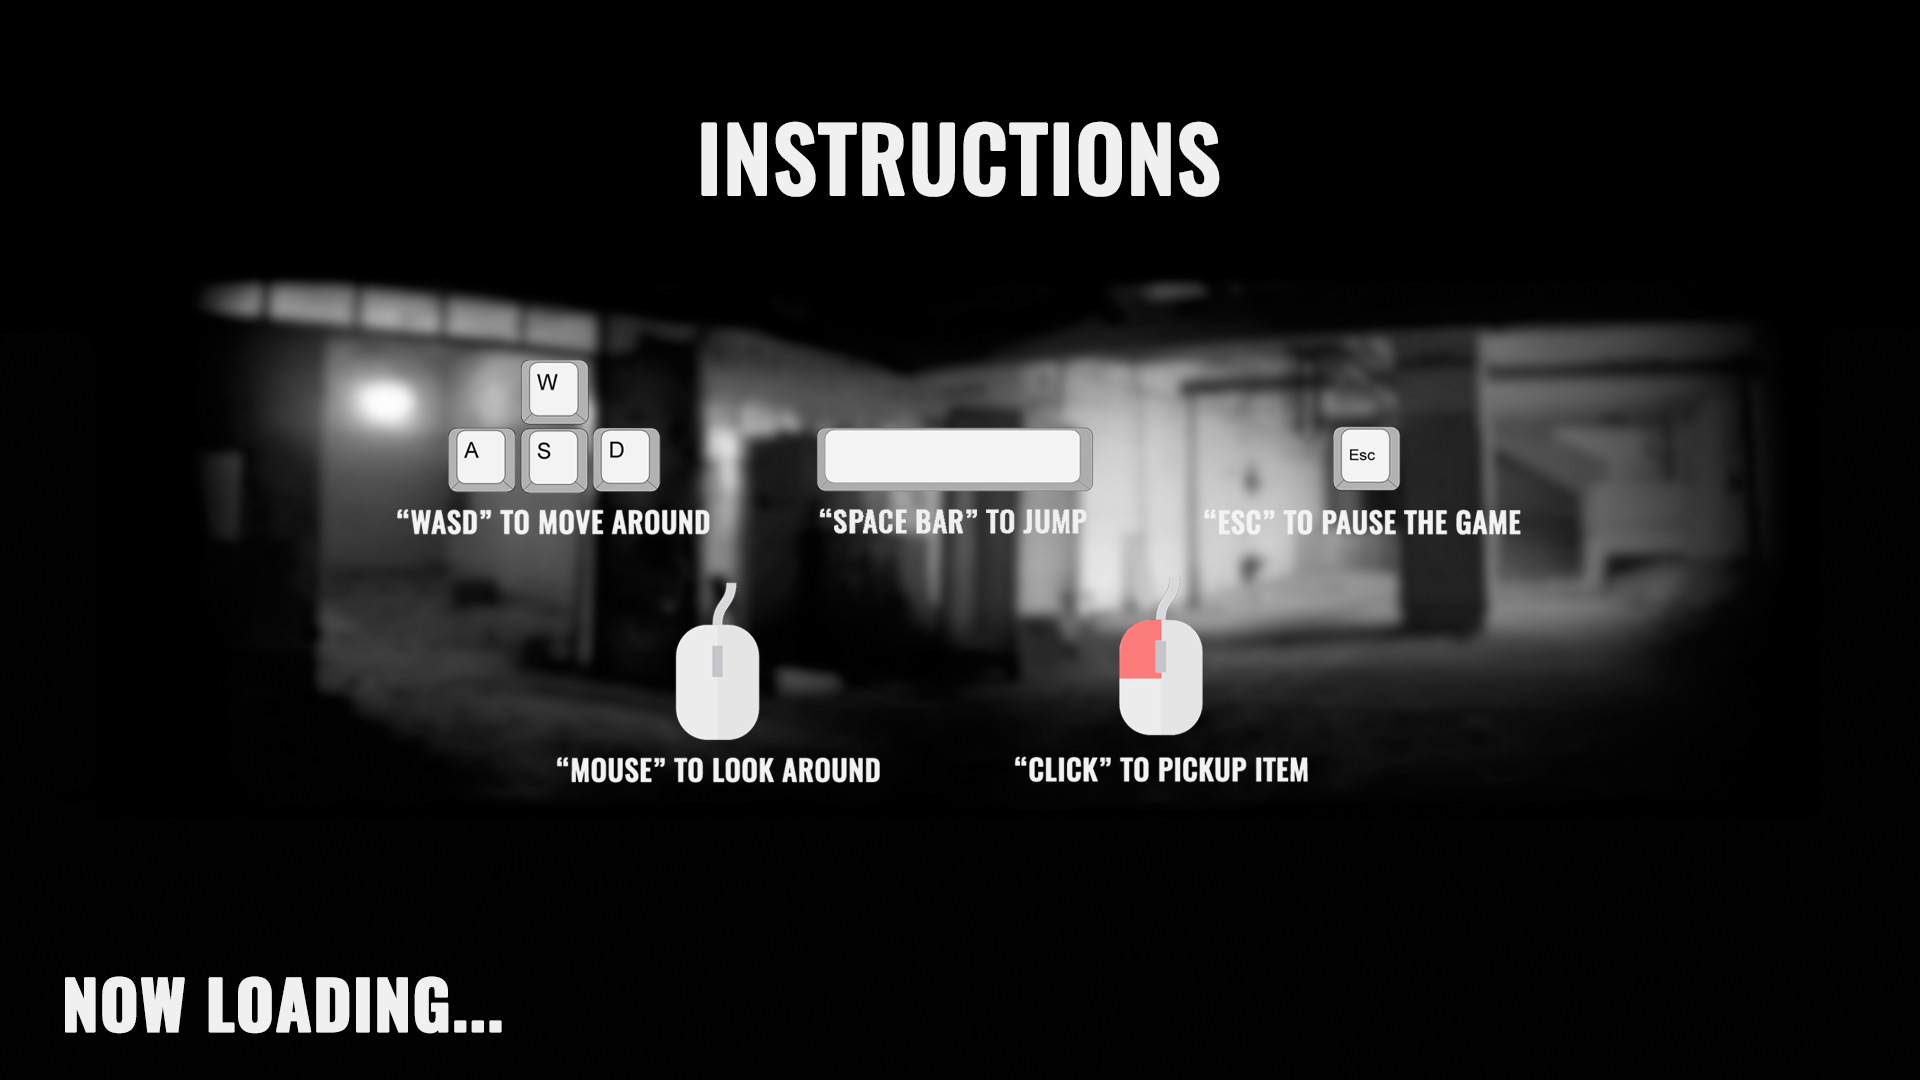 INSTRUCTIONS
W
A S D
Esc
“WASD” TO MOVE AROUND
“SPACE BAR” TO JUMP
“ESC” TO PAUSE THE GAME
“MOUSE” TO LOOK AROUND
“CLICK” TO PICKUP ITEM
NOW LOADING...